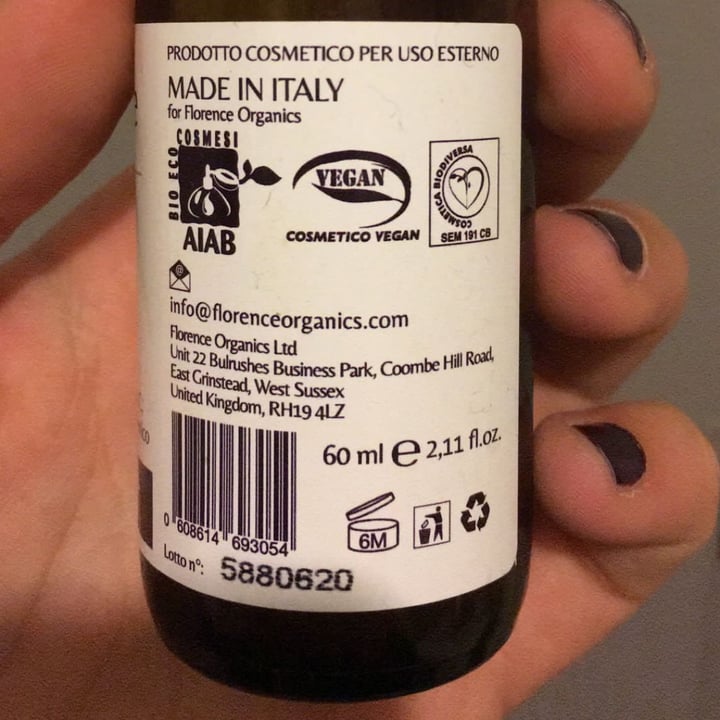 PRODOTTO COSMETICO PER USO ESTERNO
MADE IN ITALY
for Florence Organics
COSMESI
BIO ECO
AIAB
VEGAN
COSMETICO VEGAN
COSMETICA BIODIVERSA
SEM 191 CB
@
info@florenceorganics.com
Florence Organics Ltd
Unit 22 Bulrushes Business Park, Coombe Hill Road,
East Grinstead, West Sussex
United Kingdom, RH19 4LZ
60 ml e 2,11 fl.oz.
0 608614 693054
6M
Lotto n°: 5880620